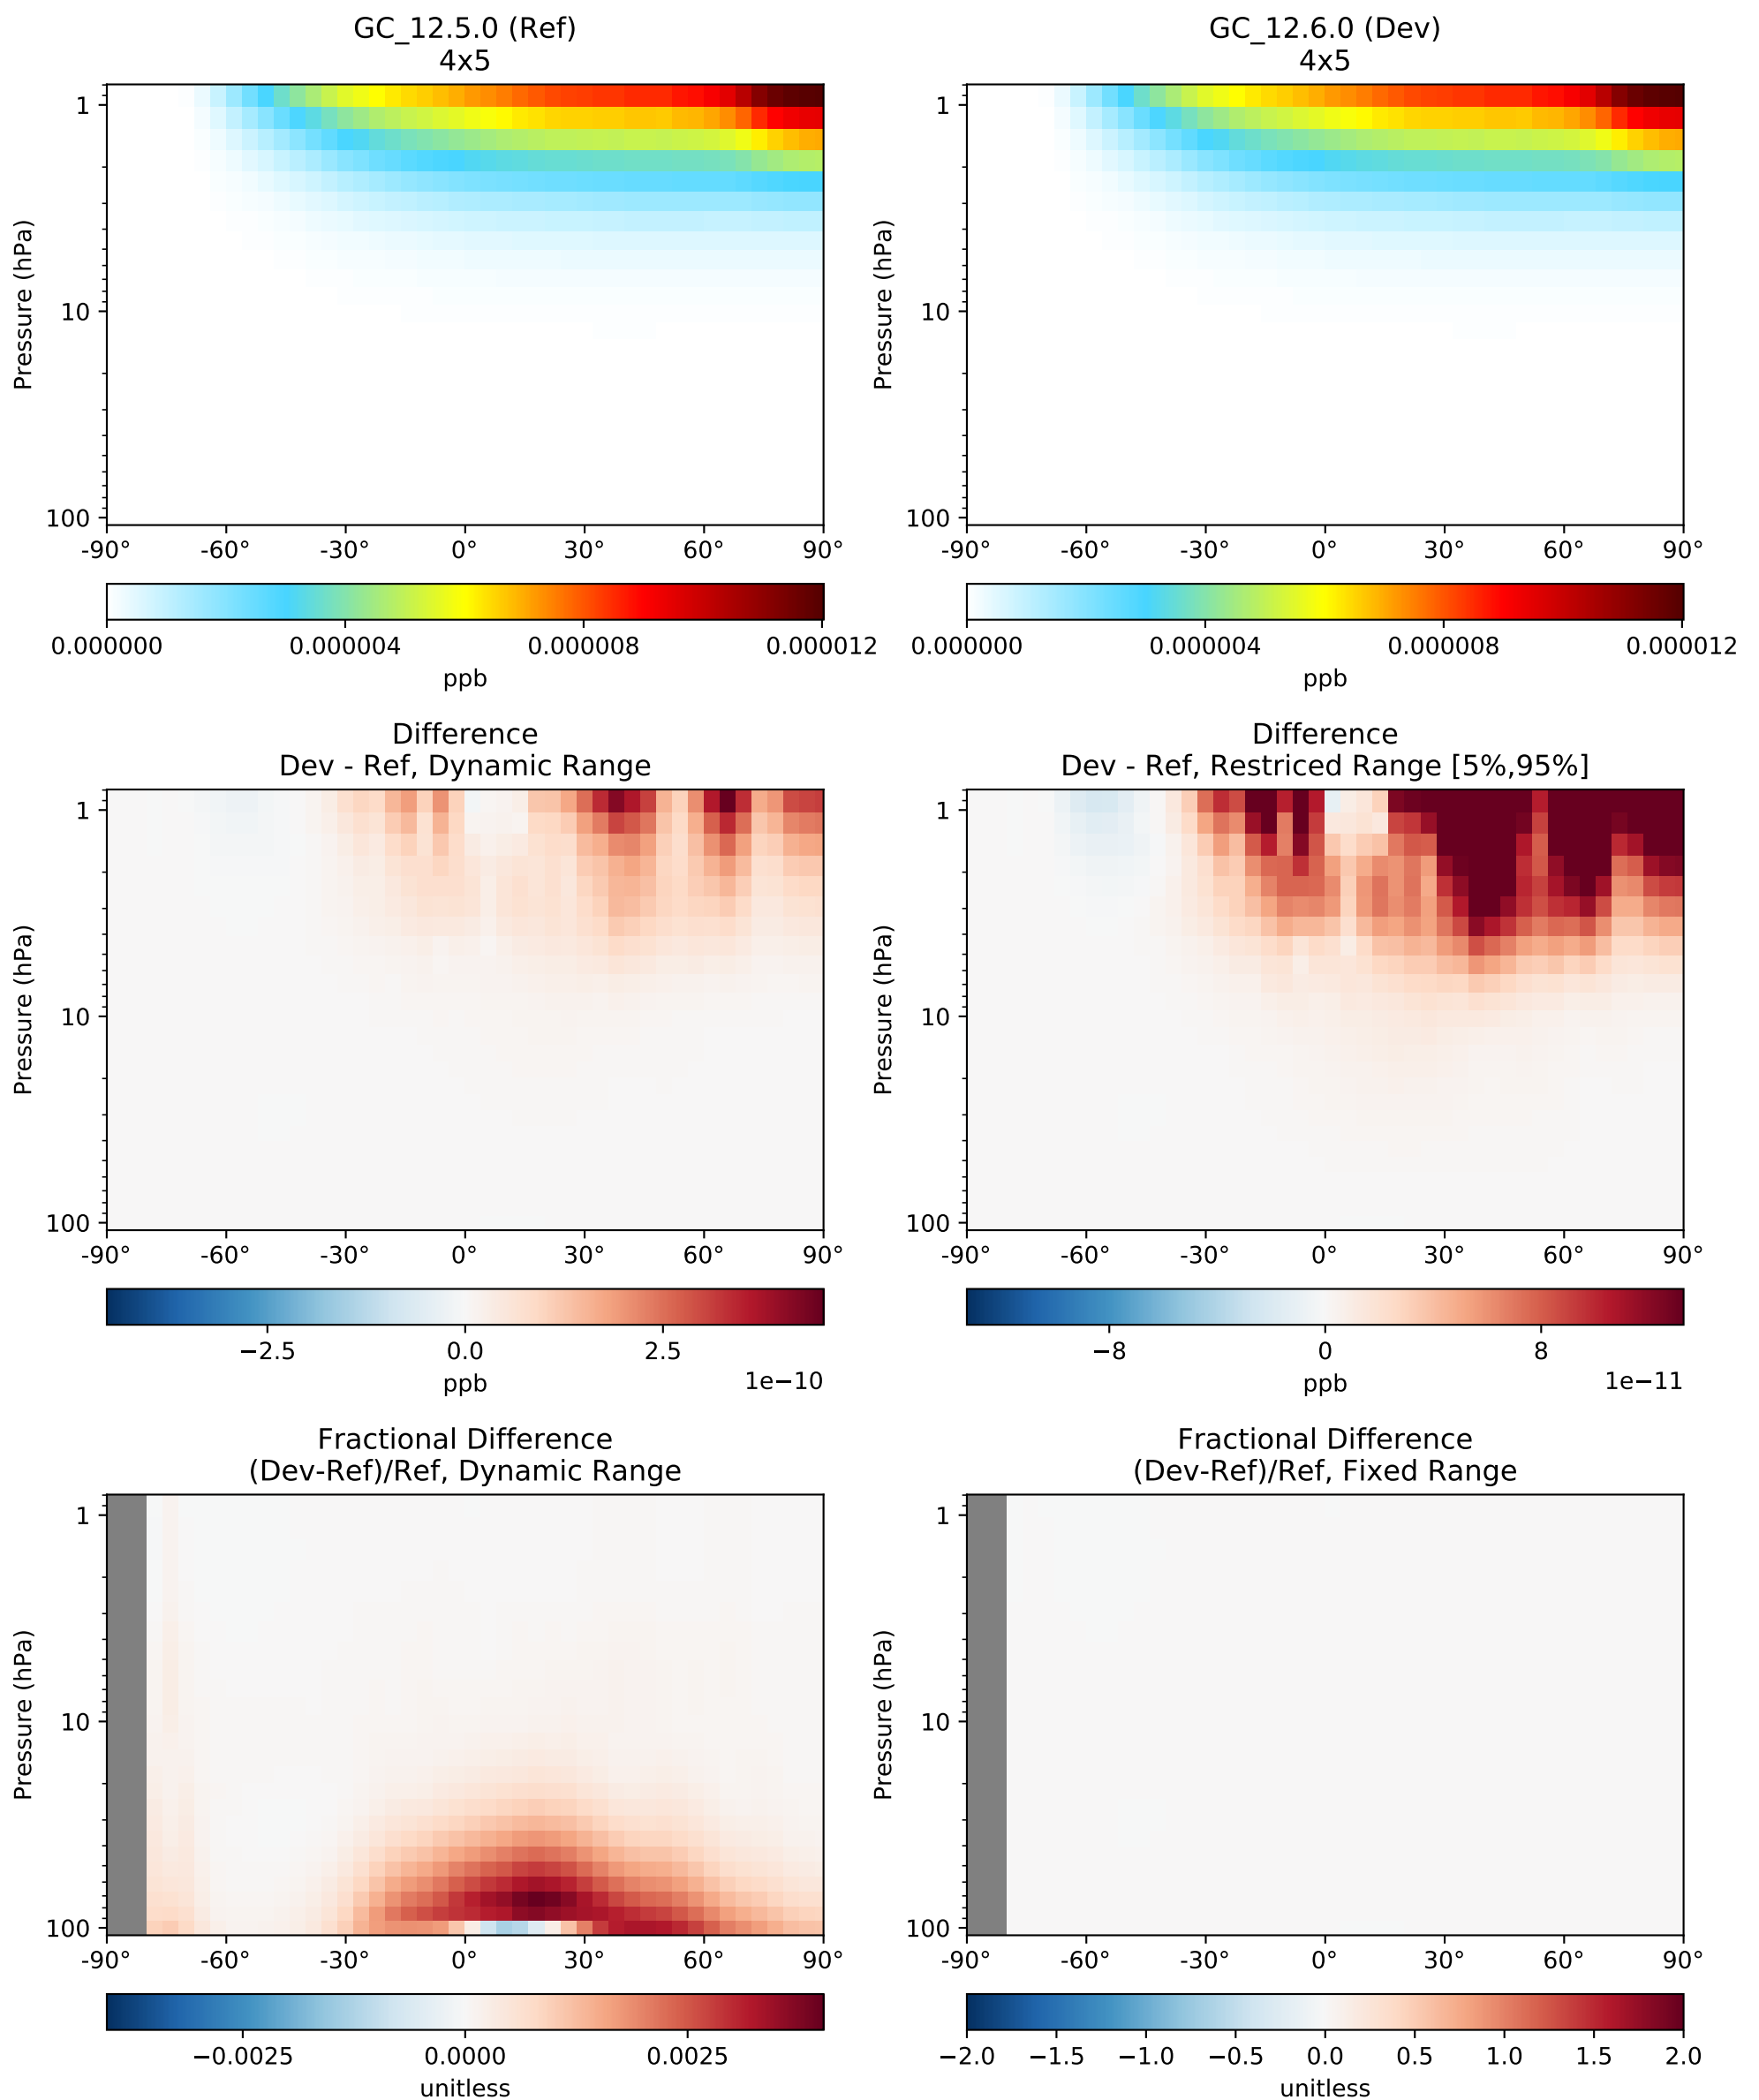 GC_12.5.0 (Ref)
4x5
GC_12.6.0 (Dev)
4x5
Pressure (hPa)
1
10
100
-90° -60° -30° 0° 30° 60° 90°
0.000000 0.000004 0.000008 0.000012
ppb
Pressure (hPa)
1
10
100
-90° -60° -30° 0° 30° 60° 90°
0.000000 0.000004 0.000008 0.000012
ppb
Difference
Dev - Ref, Dynamic Range
Difference
Dev - Ref, Restriced Range [5%,95%]
Pressure (hPa)
1
10
100
-90° -60° -30° 0° 30° 60° 90°
−2.5 0.0 2.5
ppb
1e−10
Pressure (hPa)
1
10
100
-90° -60° -30° 0° 30° 60° 90°
−8 0 8
ppb
1e−11
Fractional Difference
(Dev-Ref)/Ref, Dynamic Range
Fractional Difference
(Dev-Ref)/Ref, Fixed Range
Pressure (hPa)
1
10
100
-90° -60° -30° 0° 30° 60° 90°
−0.0025 0.0000 0.0025
unitless
Pressure (hPa)
1
10
100
-90° -60° -30° 0° 30° 60° 90°
−2.0 −1.5 −1.0 −0.5 0.0 0.5 1.0 1.5 2.0
unitless